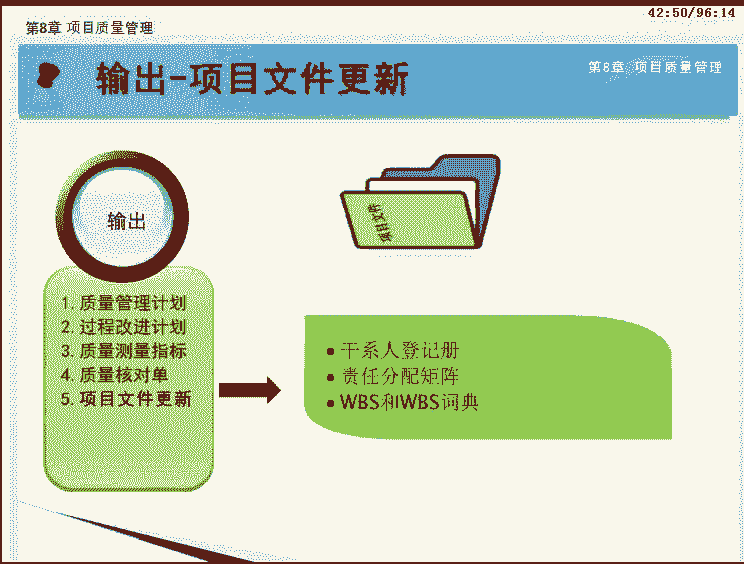 42:50/96:14
第8章 项目质量管理
输出-项目文件更新
第8章 项目质量管理
输出
项目文件
1. 质量管理计划
2. 过程改进计划
3. 质量测量指标
4. 质量核对单
5. 项目文件更新
● 干系人登记册
● 责任分配矩阵
● WBS和WBS词典